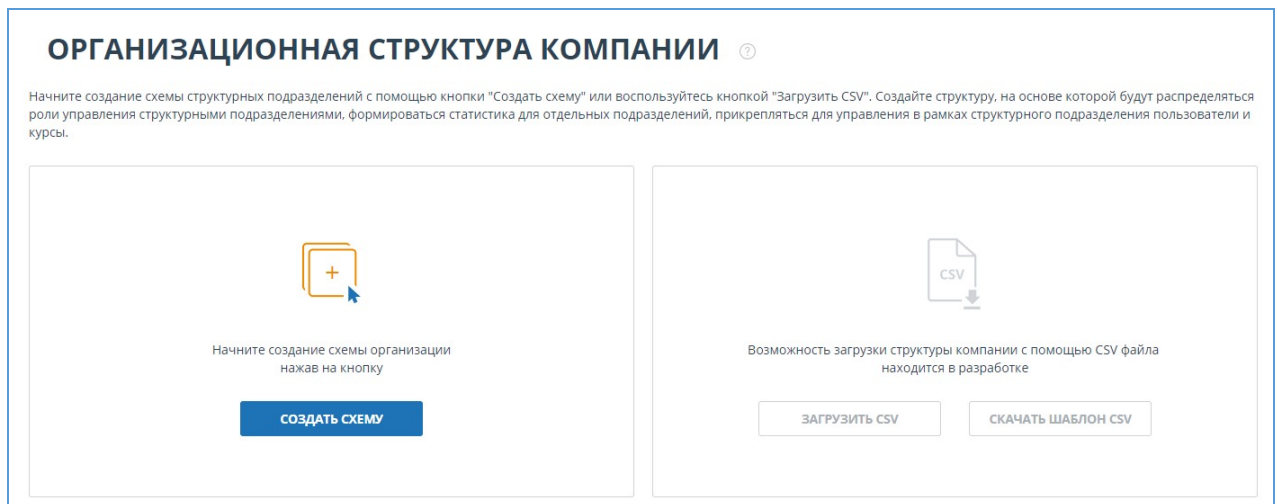 ОРГАНИЗАЦИОННАЯ СТРУКТУРА КОМПАНИИ ?
Начните создание схемы структурных подразделений с помощью кнопки "Создать схему" или воспользуйтесь кнопкой "Загрузить CSV". Создайте структуру, на основе которой будут распределяться
роли управления структурными подразделениями, формироваться статистика для отдельных подразделений, прикрепляться для управления в рамках структурного подразделения пользователи и
курсы.
Начните создание схемы организации
нажав на кнопку
СОЗДАТЬ СХЕМУ
CSV
Возможность загрузки структуры компании с помощью CSV файла
находится в разработке
ЗАГРУЗИТЬ CSV
СКАЧАТЬ ШАБЛОН CSV